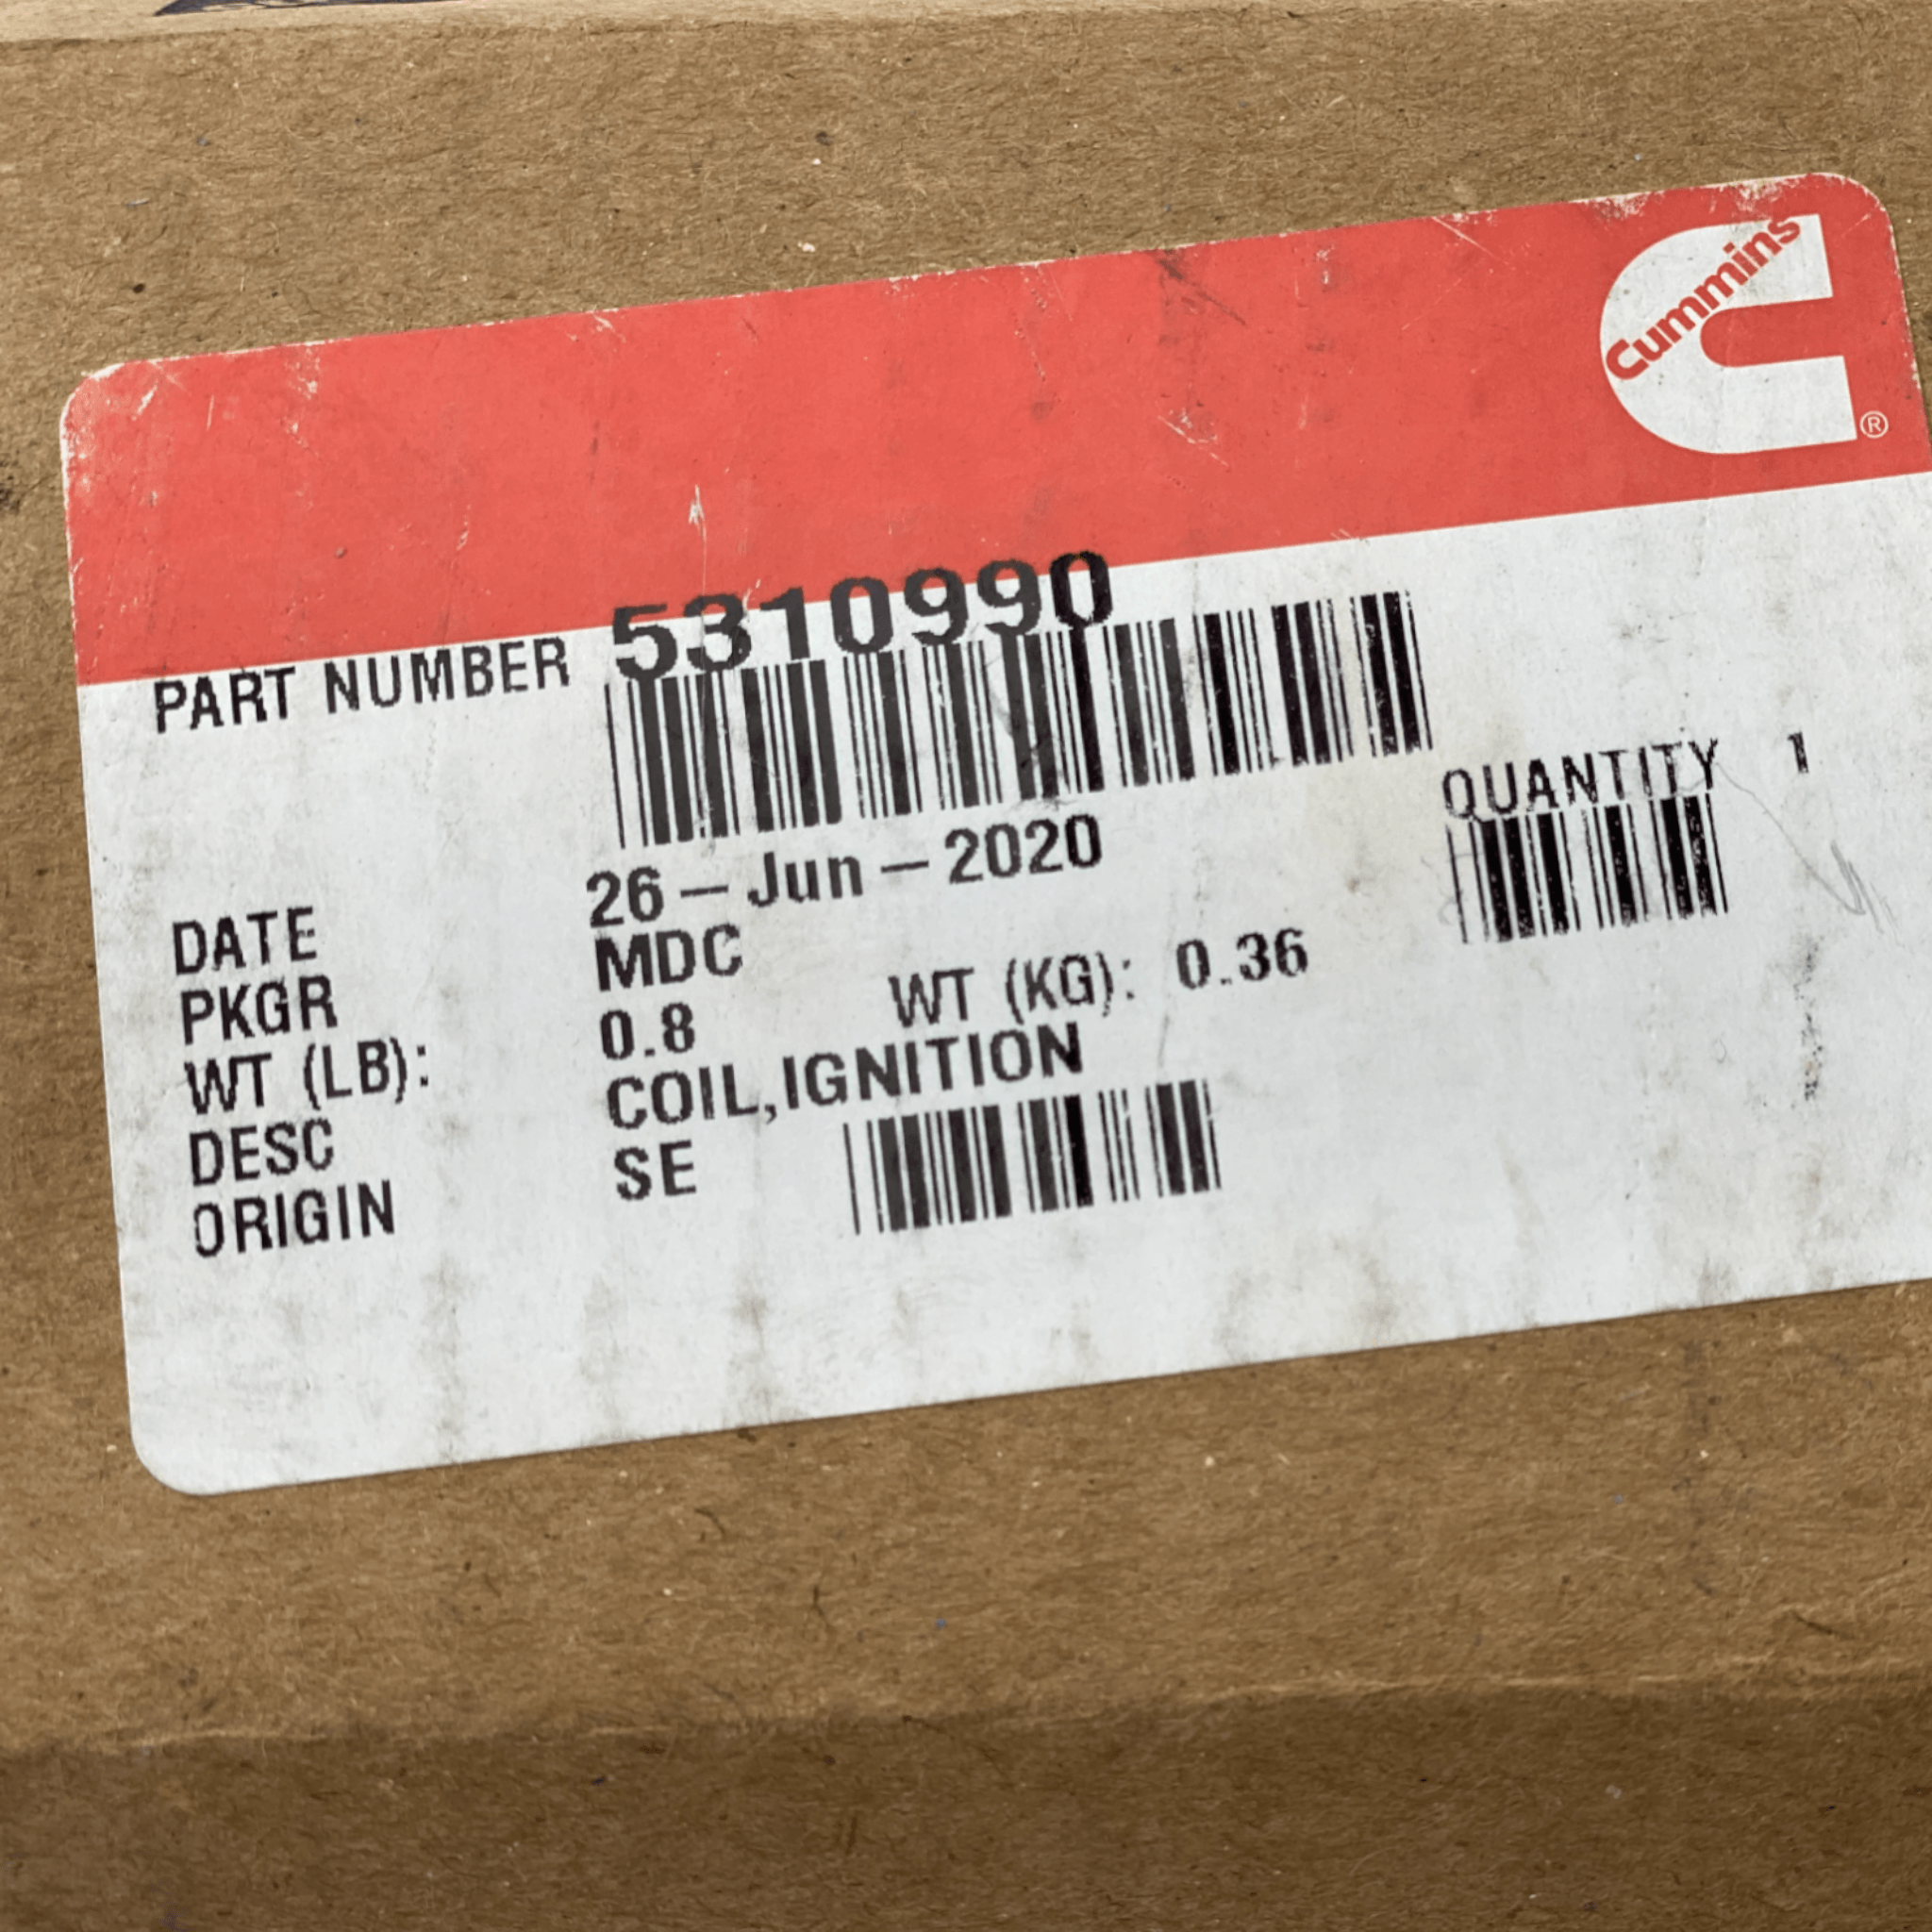 Cummins
®
PART NUMBER 5310990
QUANTITY 1
DATE 26-Jun-2020
PKGR MDC
WT (LB): 0.8 WT (KG): 0.36
DESC COIL,IGNITION
ORIGIN SE